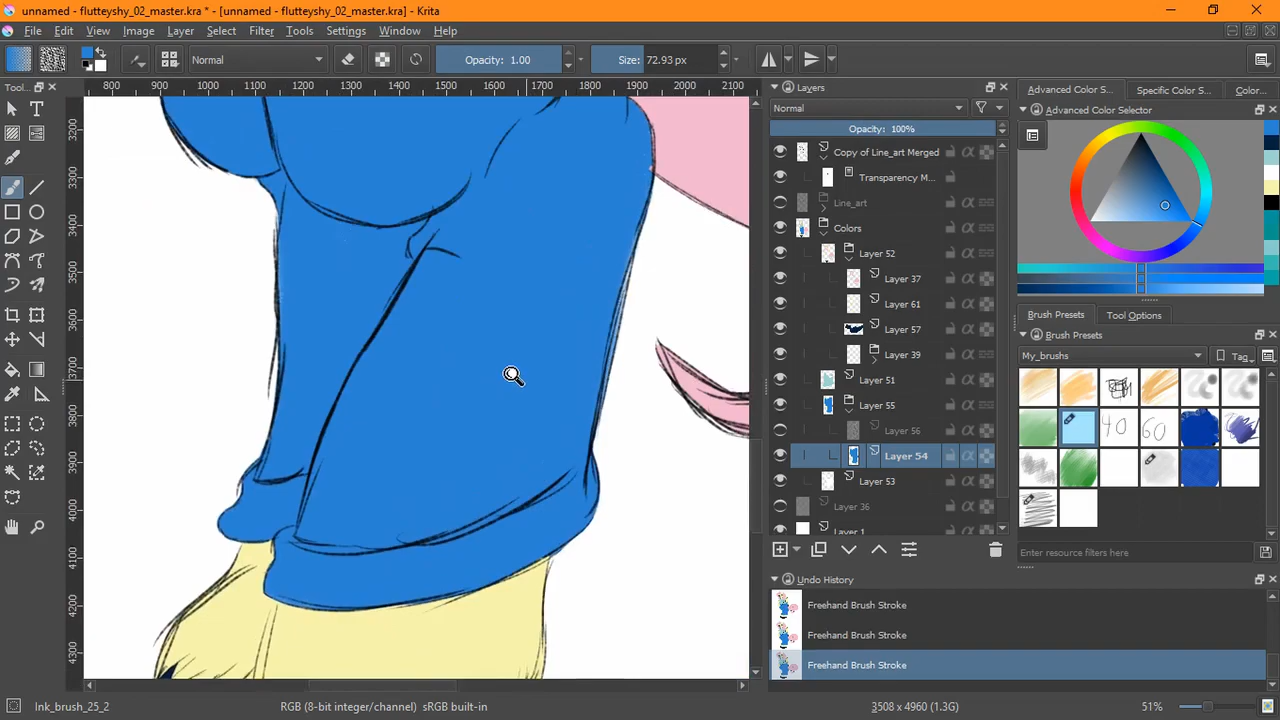 unnamed - flutteyshy_02_master.kra * - [unnamed - flutteyshy_02_master.kra] - Krita
File Edit View Image Layer Select Filter Tools Settings Window Help
Normal Opacity: 1.00 Size: 72.93 px
Tool...
800 900 1000 1100 1200 1300 1400 1500 1600 1700 1800 1900 2000 2100
3200
3300
3400
3500
3600
3700
3800
3900
4000
4100
4200
4300
Layers
Normal
Opacity: 100%
Copy of Line_art Merged
Transparency M...
Line_art
Colors
Layer 52
Layer 37
Layer 61
Layer 57
Layer 39
Layer 51
Layer 55
Layer 56
Layer 54
Layer 53
Layer 36
Layer 1
Undo History
Freehand Brush Stroke
Freehand Brush Stroke
Freehand Brush Stroke
Advanced Color S... Specific Color S... Color...
Advanced Color Selector
Brush Presets Tool Options
Brush Presets
My_brushes Tag
40 60
Enter resource filters here
Ink_brush_25_2 RGB (8-bit integer/channel) sRGB built-in 3508 x 4960 (1.3G) 51%